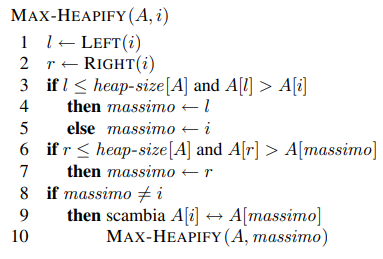 MAX-HEAPIFY(A, i)
1 l ← LEFT(i)
2 r ← RIGHT(i)
3 if l ≤ heap-size[A] and A[l] > A[i]
4 then massimo ← l
5 else massimo ← i
6 if r ≤ heap-size[A] and A[r] > A[massimo]
7 then massimo ← r
8 if massimo ≠ i
9 then scambia A[i] ↔ A[massimo]
10 MAX-HEAPIFY(A, massimo)